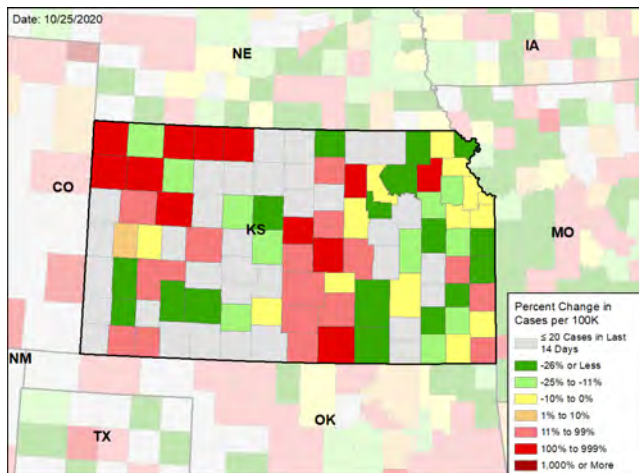 Date: 10/25/2020
NE
IA
CO
KS
MO
NM
TX
OK
Percent Change in
Cases per 100K
≤ 20 Cases in Last
14 Days
-26% or Less
-25% to -11%
-10% to 0%
1% to 10%
11% to 99%
100% to 999%
1,000% or More